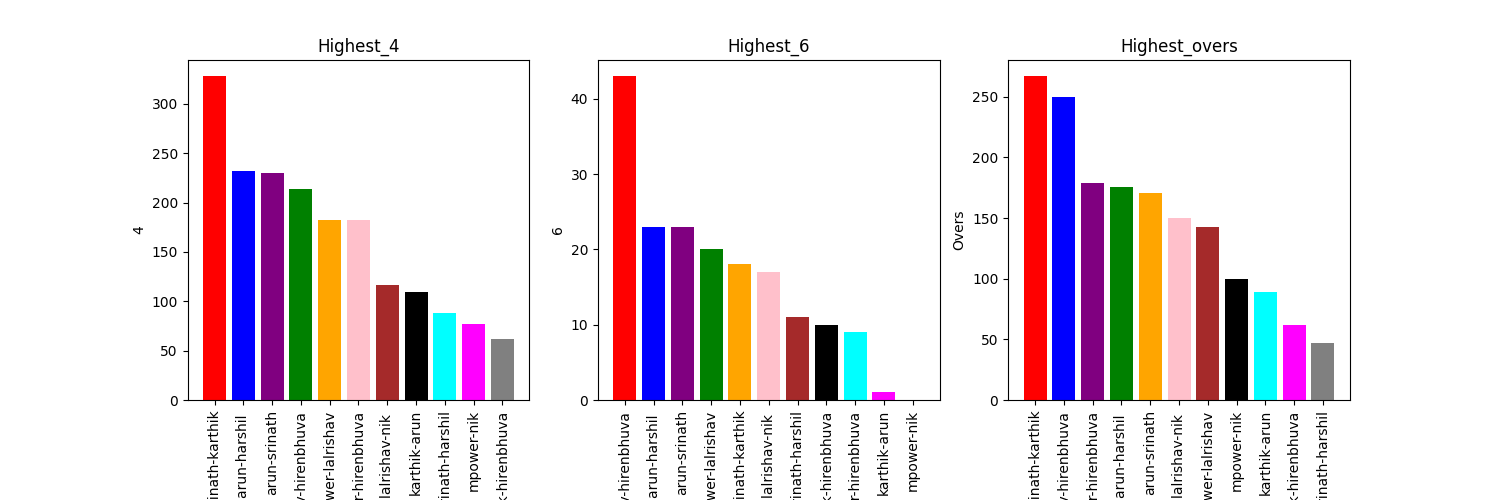 Highest_4
4
300
250
200
150
100
50
0
inath-karthik
arun-harshil
arun-srinath
y-hirenbhuva
wer-lalrishav
r-hirenbhuva
lalrishav-nik
karthik-arun
inath-harshil
mpower-nik
k-hirenbhuva
Highest_6
6
40
30
20
10
0
y-hirenbhuva
arun-harshil
arun-srinath
wer-lalrishav
inath-karthik
lalrishav-nik
inath-harshil
k-hirenbhuva
r-hirenbhuva
karthik-arun
mpower-nik
Highest_overs
Overs
250
200
150
100
50
0
inath-karthik
y-hirenbhuva
r-hirenbhuva
arun-harshil
arun-srinath
lalrishav-nik
wer-lalrishav
mpower-nik
karthik-arun
k-hirenbhuva
inath-harshil